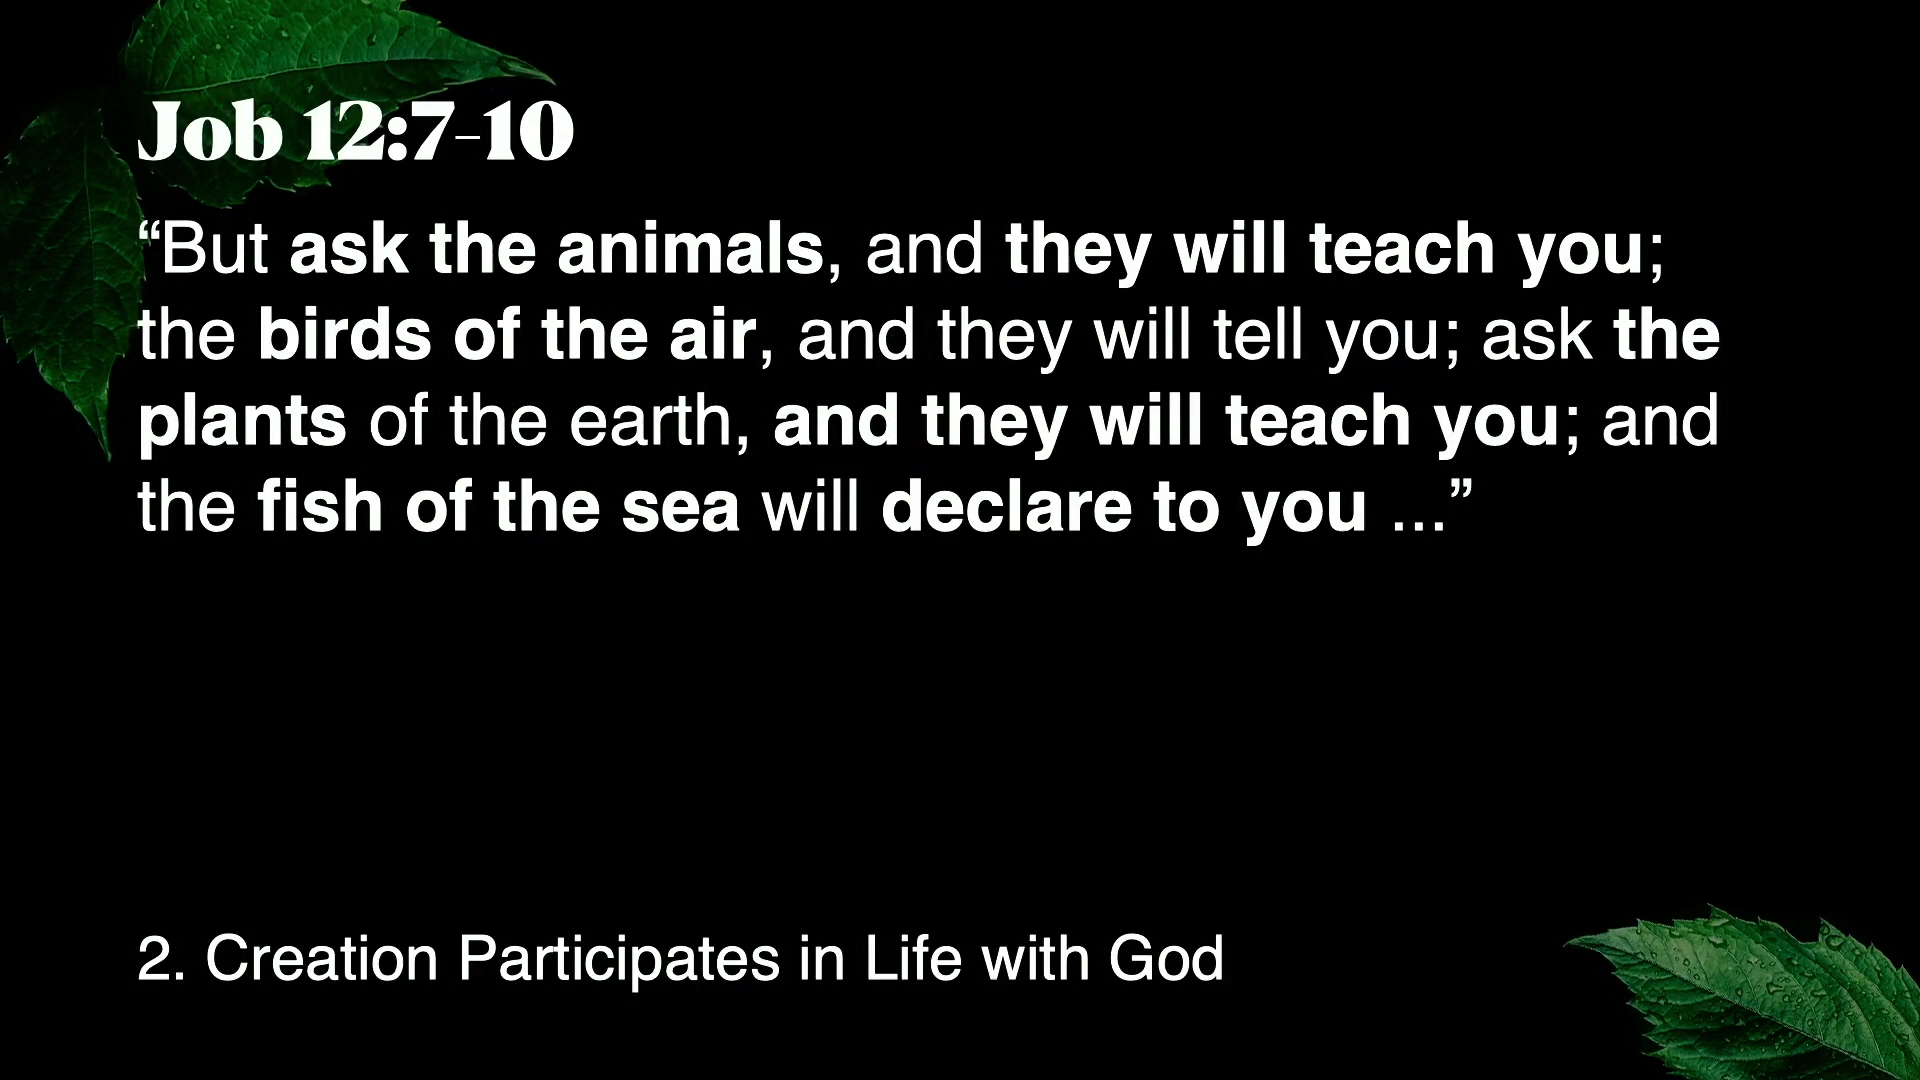 Job 12:7-10
“But ask the animals, and they will teach you;
the birds of the air, and they will tell you; ask the
plants of the earth, and they will teach you; and
the fish of the sea will declare to you ...”
2. Creation Participates in Life with God